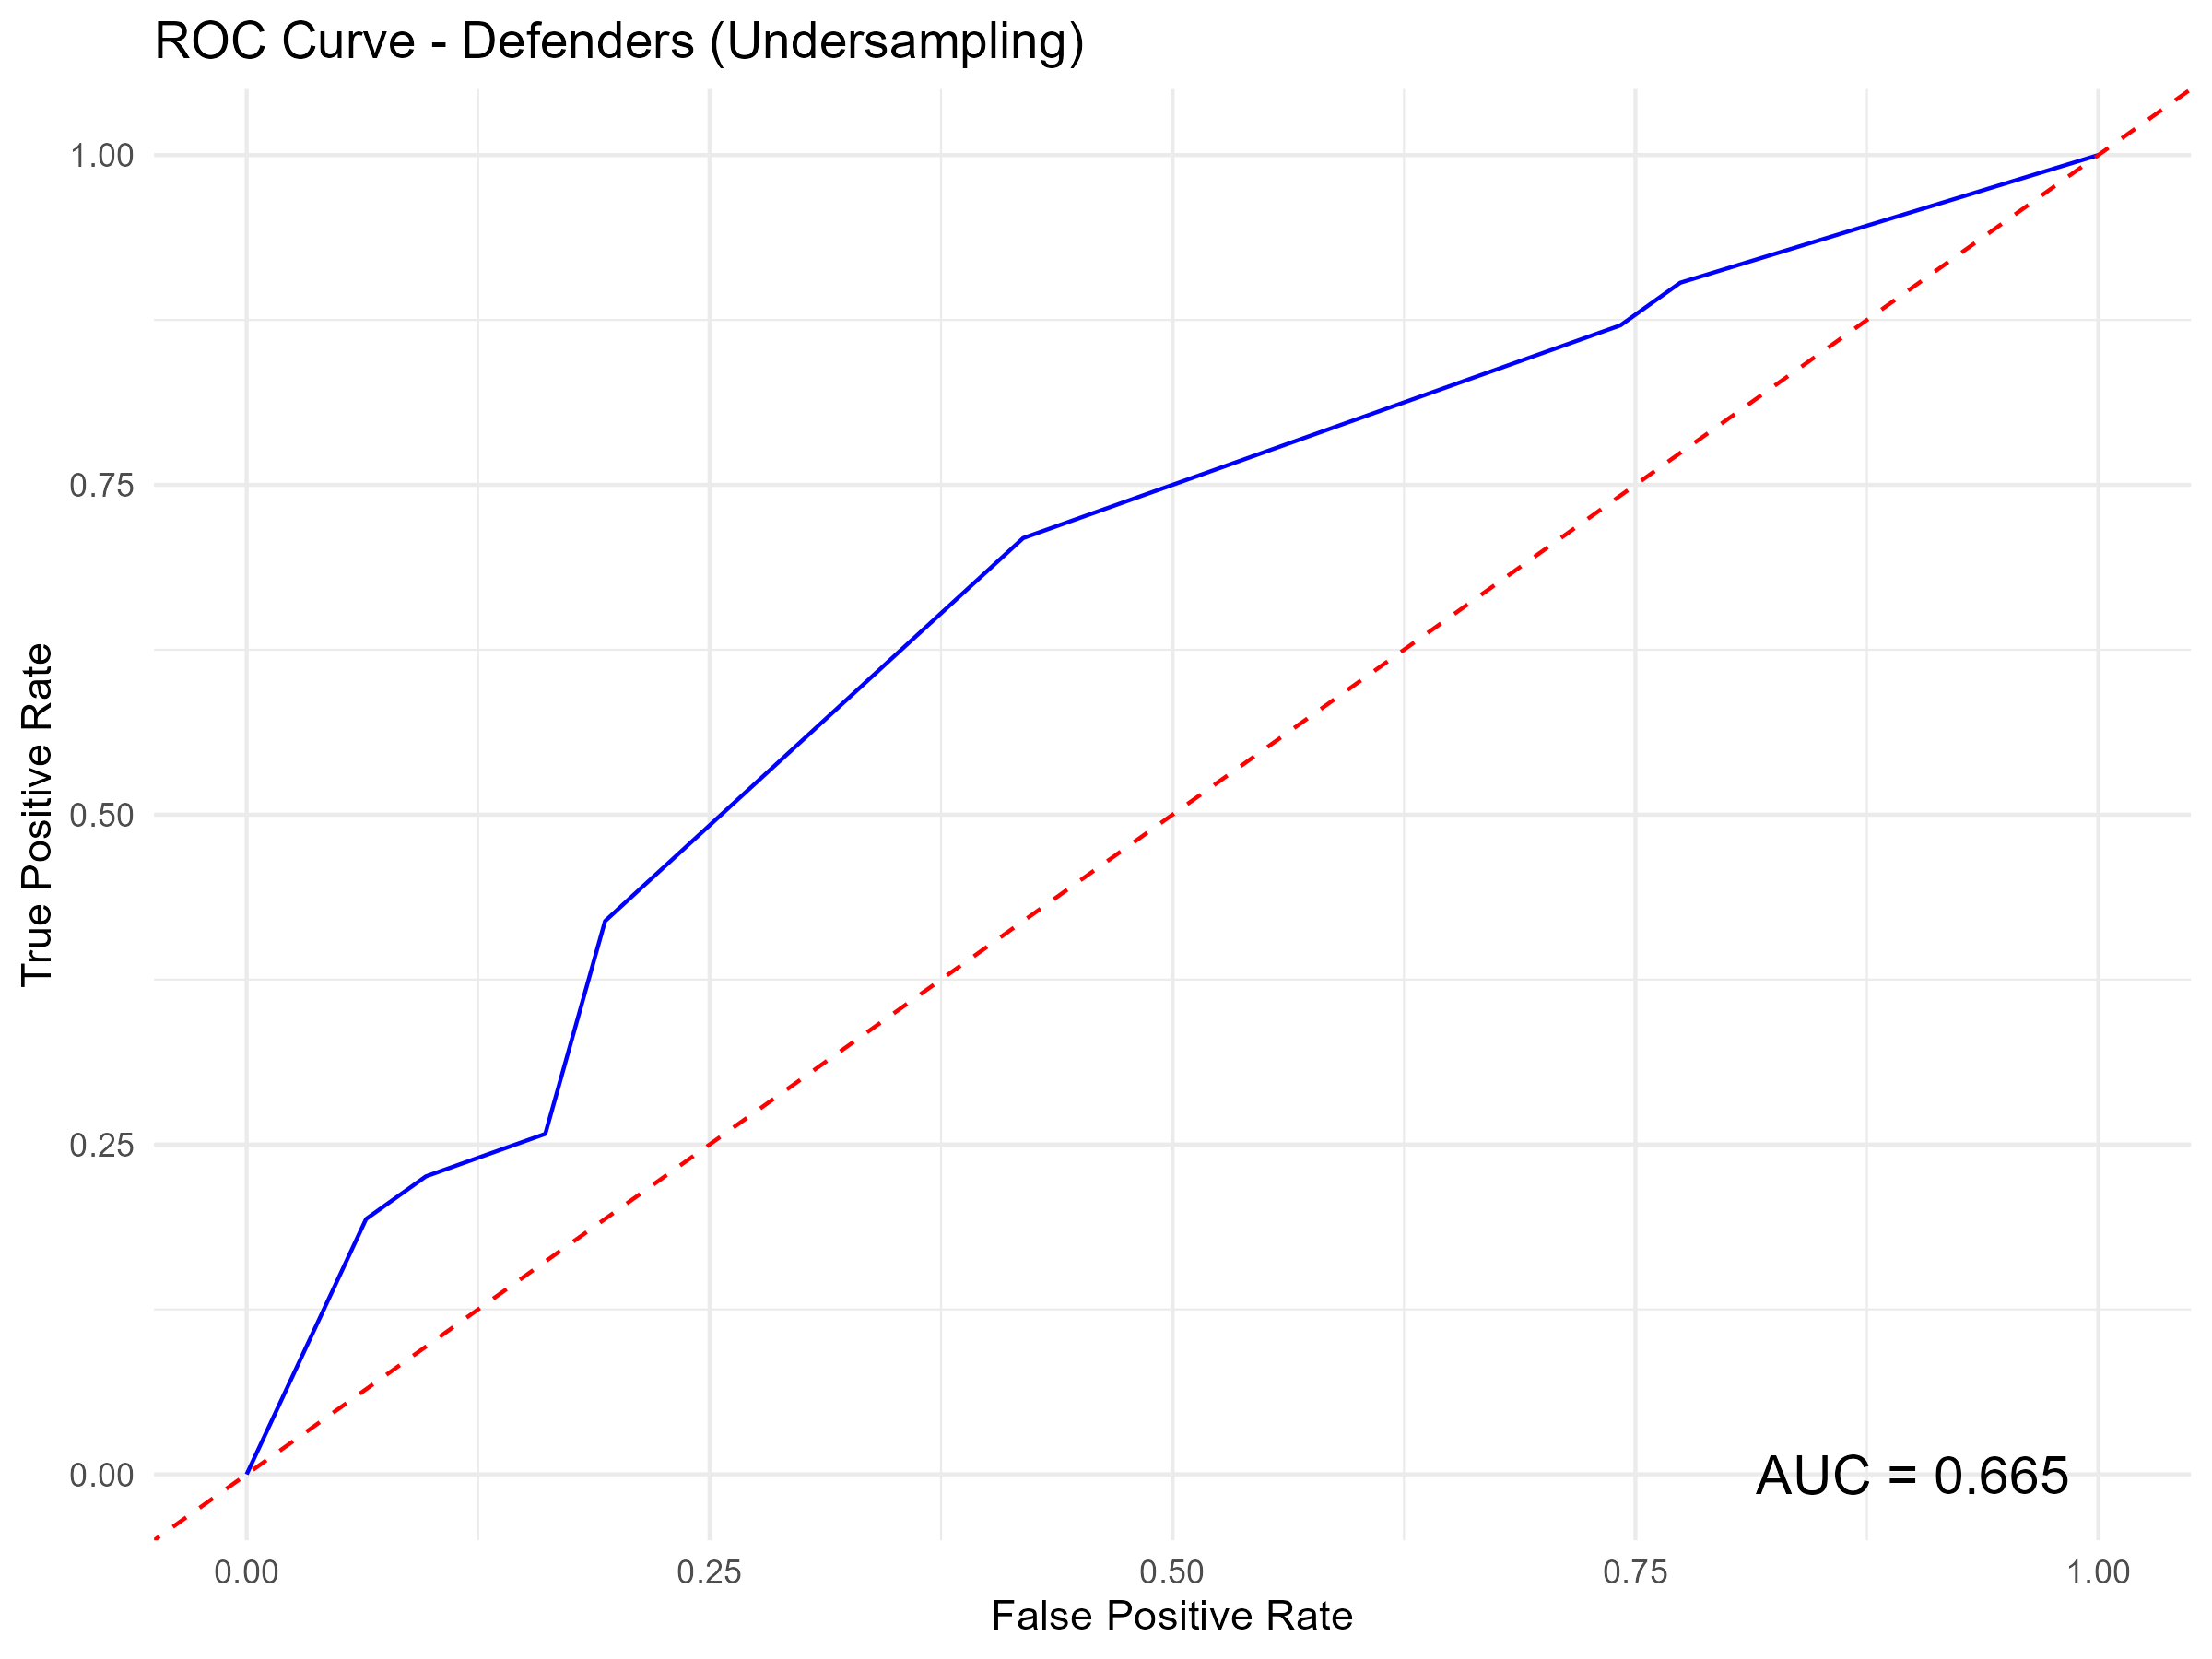 ROC Curve - Defenders (Undersampling)
True Positive Rate
1.00
0.75
0.50
0.25
0.00
AUC = 0.665
0.00 0.25 0.50 0.75 1.00
False Positive Rate